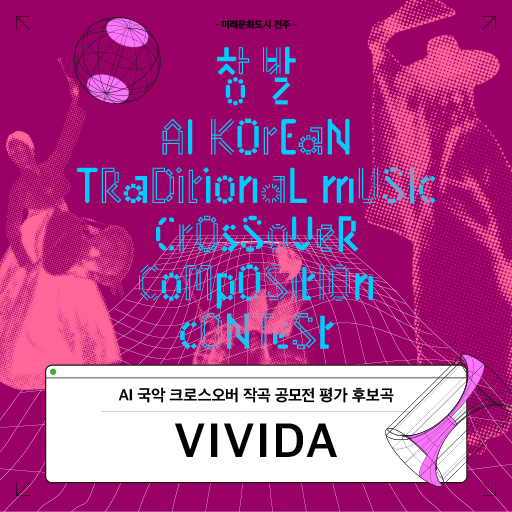 - 미래문화도시 전주 -
창발
AI KOrEaN
TRaDitionaL mUSic
CrOsSOvER
CoMpOSitION
cONTeSt
AI 국악 크로스오버 작곡 공모전 평가 후보곡
VIVIDA